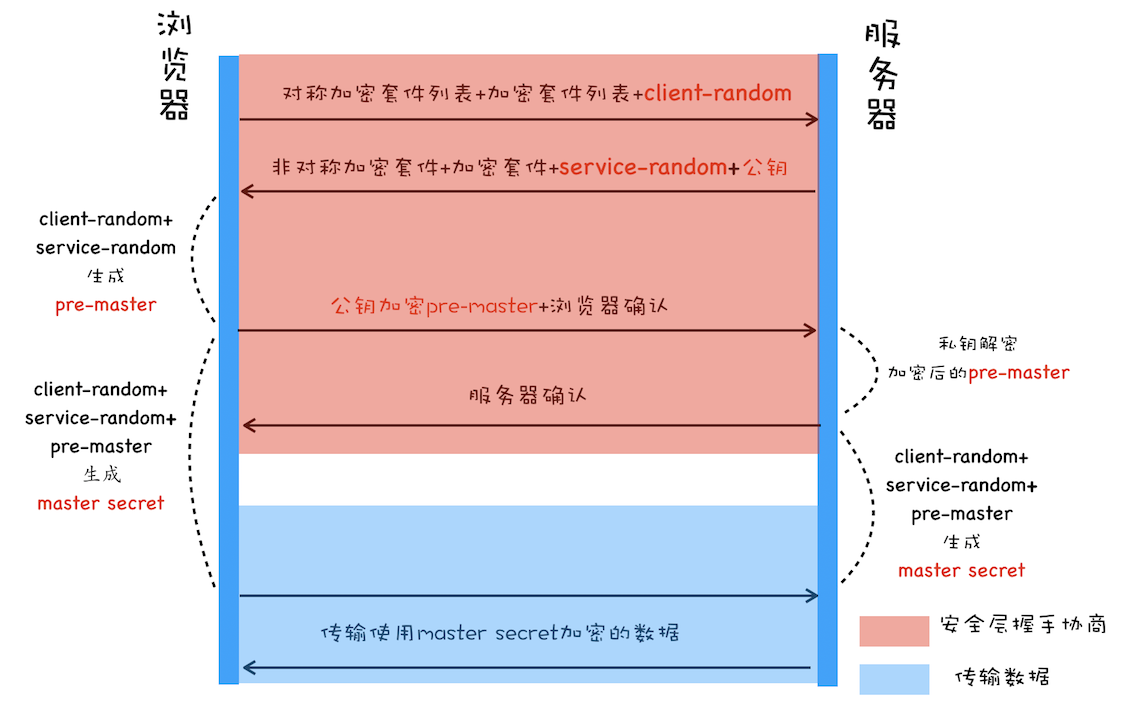 浏
览
器
服
务
器
对称加密套件列表+加密套件列表+client-random
非对称加密套件+加密套件+service-random+公钥
client-random+
service-random
生成
pre-master
公钥加密pre-master+浏览器确认
私钥解密
加密后的pre-master
client-random+
service-random+
pre-master
生成
master secret
服务器确认
client-random+
service-random+
pre-master
生成
master secret
传输使用master secret加密的数据
安全层握手协商
传输数据